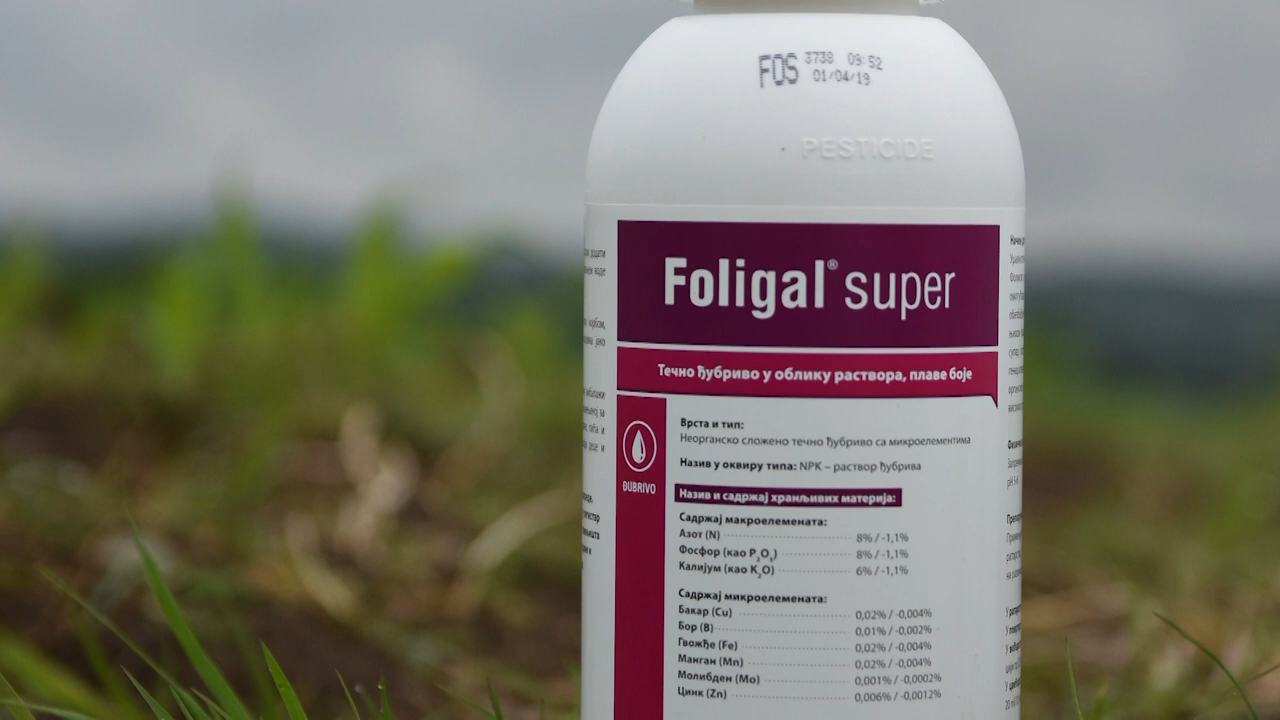 FOS 3738 09:52
01/04/19
PESTICIDE
Foligal® super
Течно ђубриво у облику раствора, плаве боје
ĐUBRIVO
Врста и тип:
Неорганско сложено течно ђубриво са микроелементима
Назив у оквиру типа: NPK – раствор ђубрива
Назив и садржај хранљивих материја:
Садржај макроелемената:
Азот (N) 8% / -1,1%
Фосфор (као P₂O₅) 8% / -1,1%
Калијум (као K₂O) 6% / -1,1%
Садржај микроелемената:
Бакар (Cu) 0,02% / -0,004%
Бор (B) 0,01% / -0,002%
Гвожђе (Fe) 0,02% / -0,004%
Манган (Mn) 0,02% / -0,004%
Молибден (Mo) 0,001% / -0,0002%
Цинк (Zn) 0,006% / -0,0012%